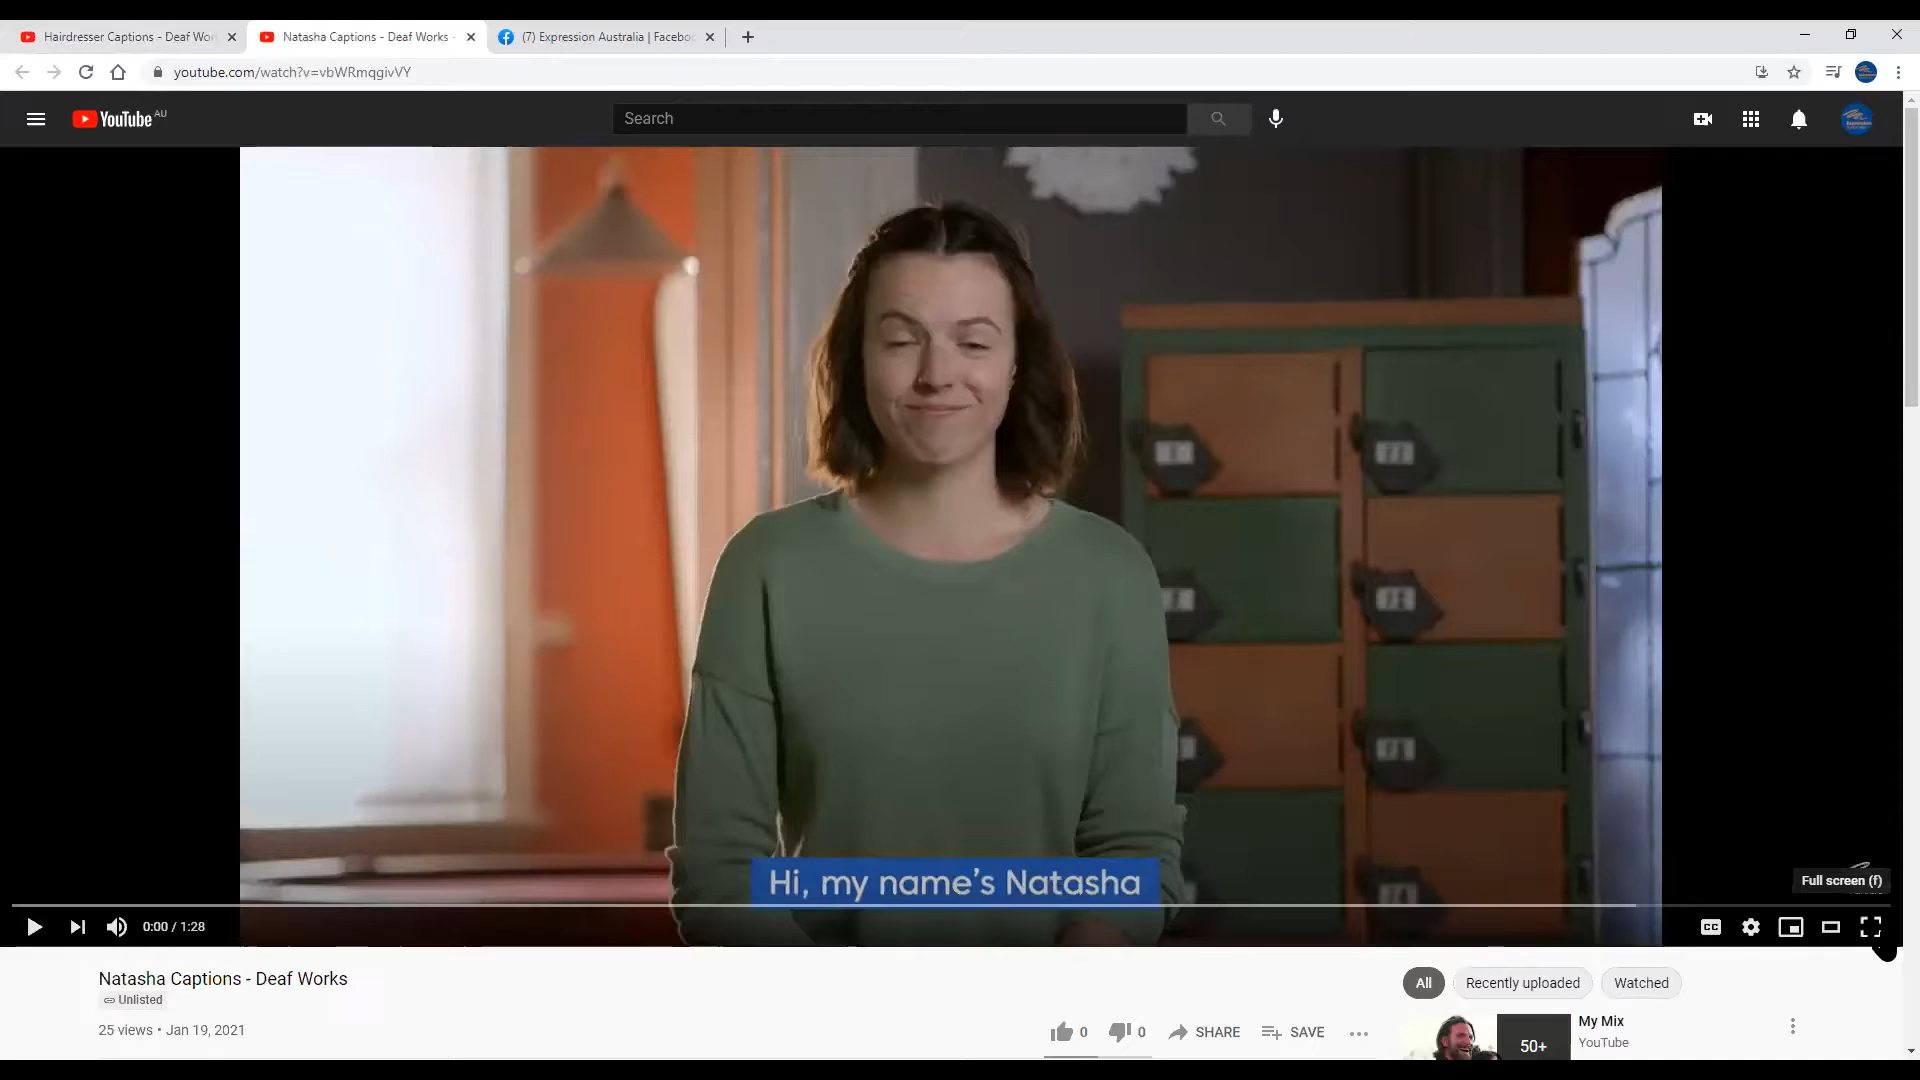 Hairdresser Captions - Deaf Wor
Natasha Captions - Deaf Works -
(7) Expression Australia | Faceboo
youtube.com/watch?v=vbWRmqgivVY
YouTube AU
Search
Hi, my name's Natasha
Full screen (f)
0:00 / 1:28
CC
Natasha Captions - Deaf Works
Unlisted
25 views • Jan 19, 2021
0
0
SHARE
SAVE
All
Recently uploaded
Watched
My Mix
YouTube
50+